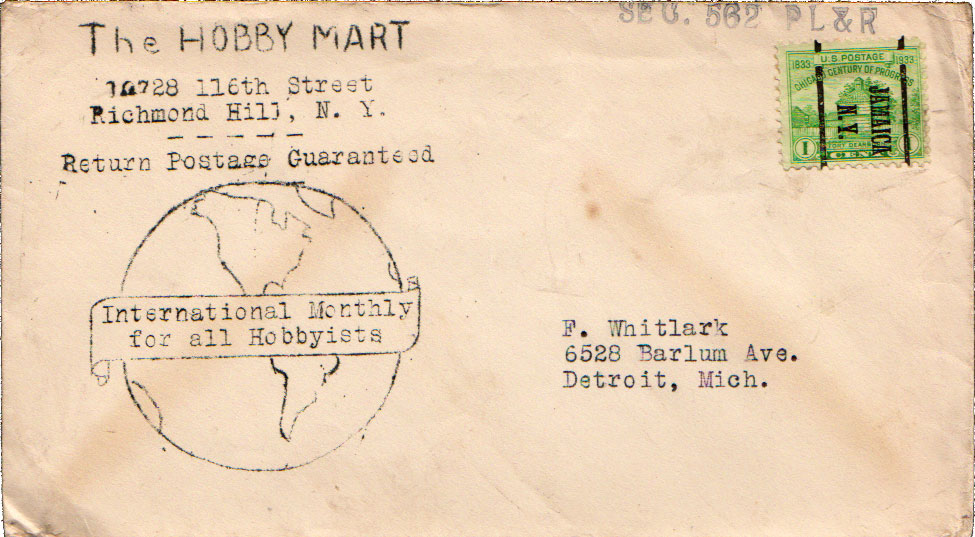 SEC. 562 PL&R
The HOBBY MART
116th Street
Richmond Hill, N. Y.
Return Postage Guaranteed
U.S. POSTAGE
1833 1933
CHICAGO CENTURY OF PROGRESS
JAMAICA
N.Y.
1
International Monthly
for all Hobbyists
F. Whitlark
6528 Barlum Ave.
Detroit, Mich.